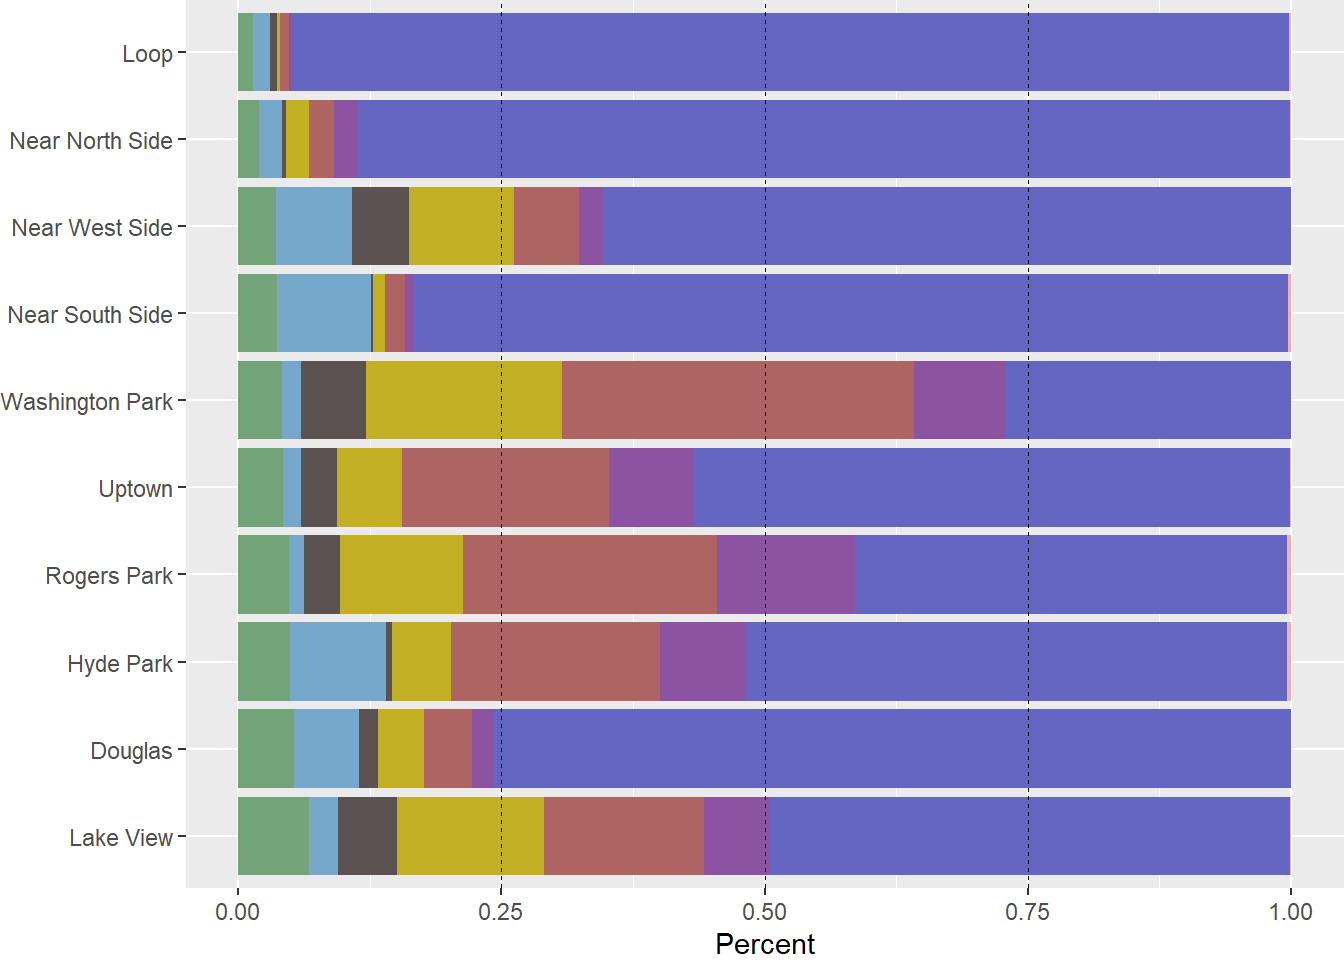 Loop
Near North Side
Near West Side
Near South Side
Washington Park
Uptown
Rogers Park
Hyde Park
Douglas
Lake View
0.00 0.25 0.50 0.75 1.00
Percent